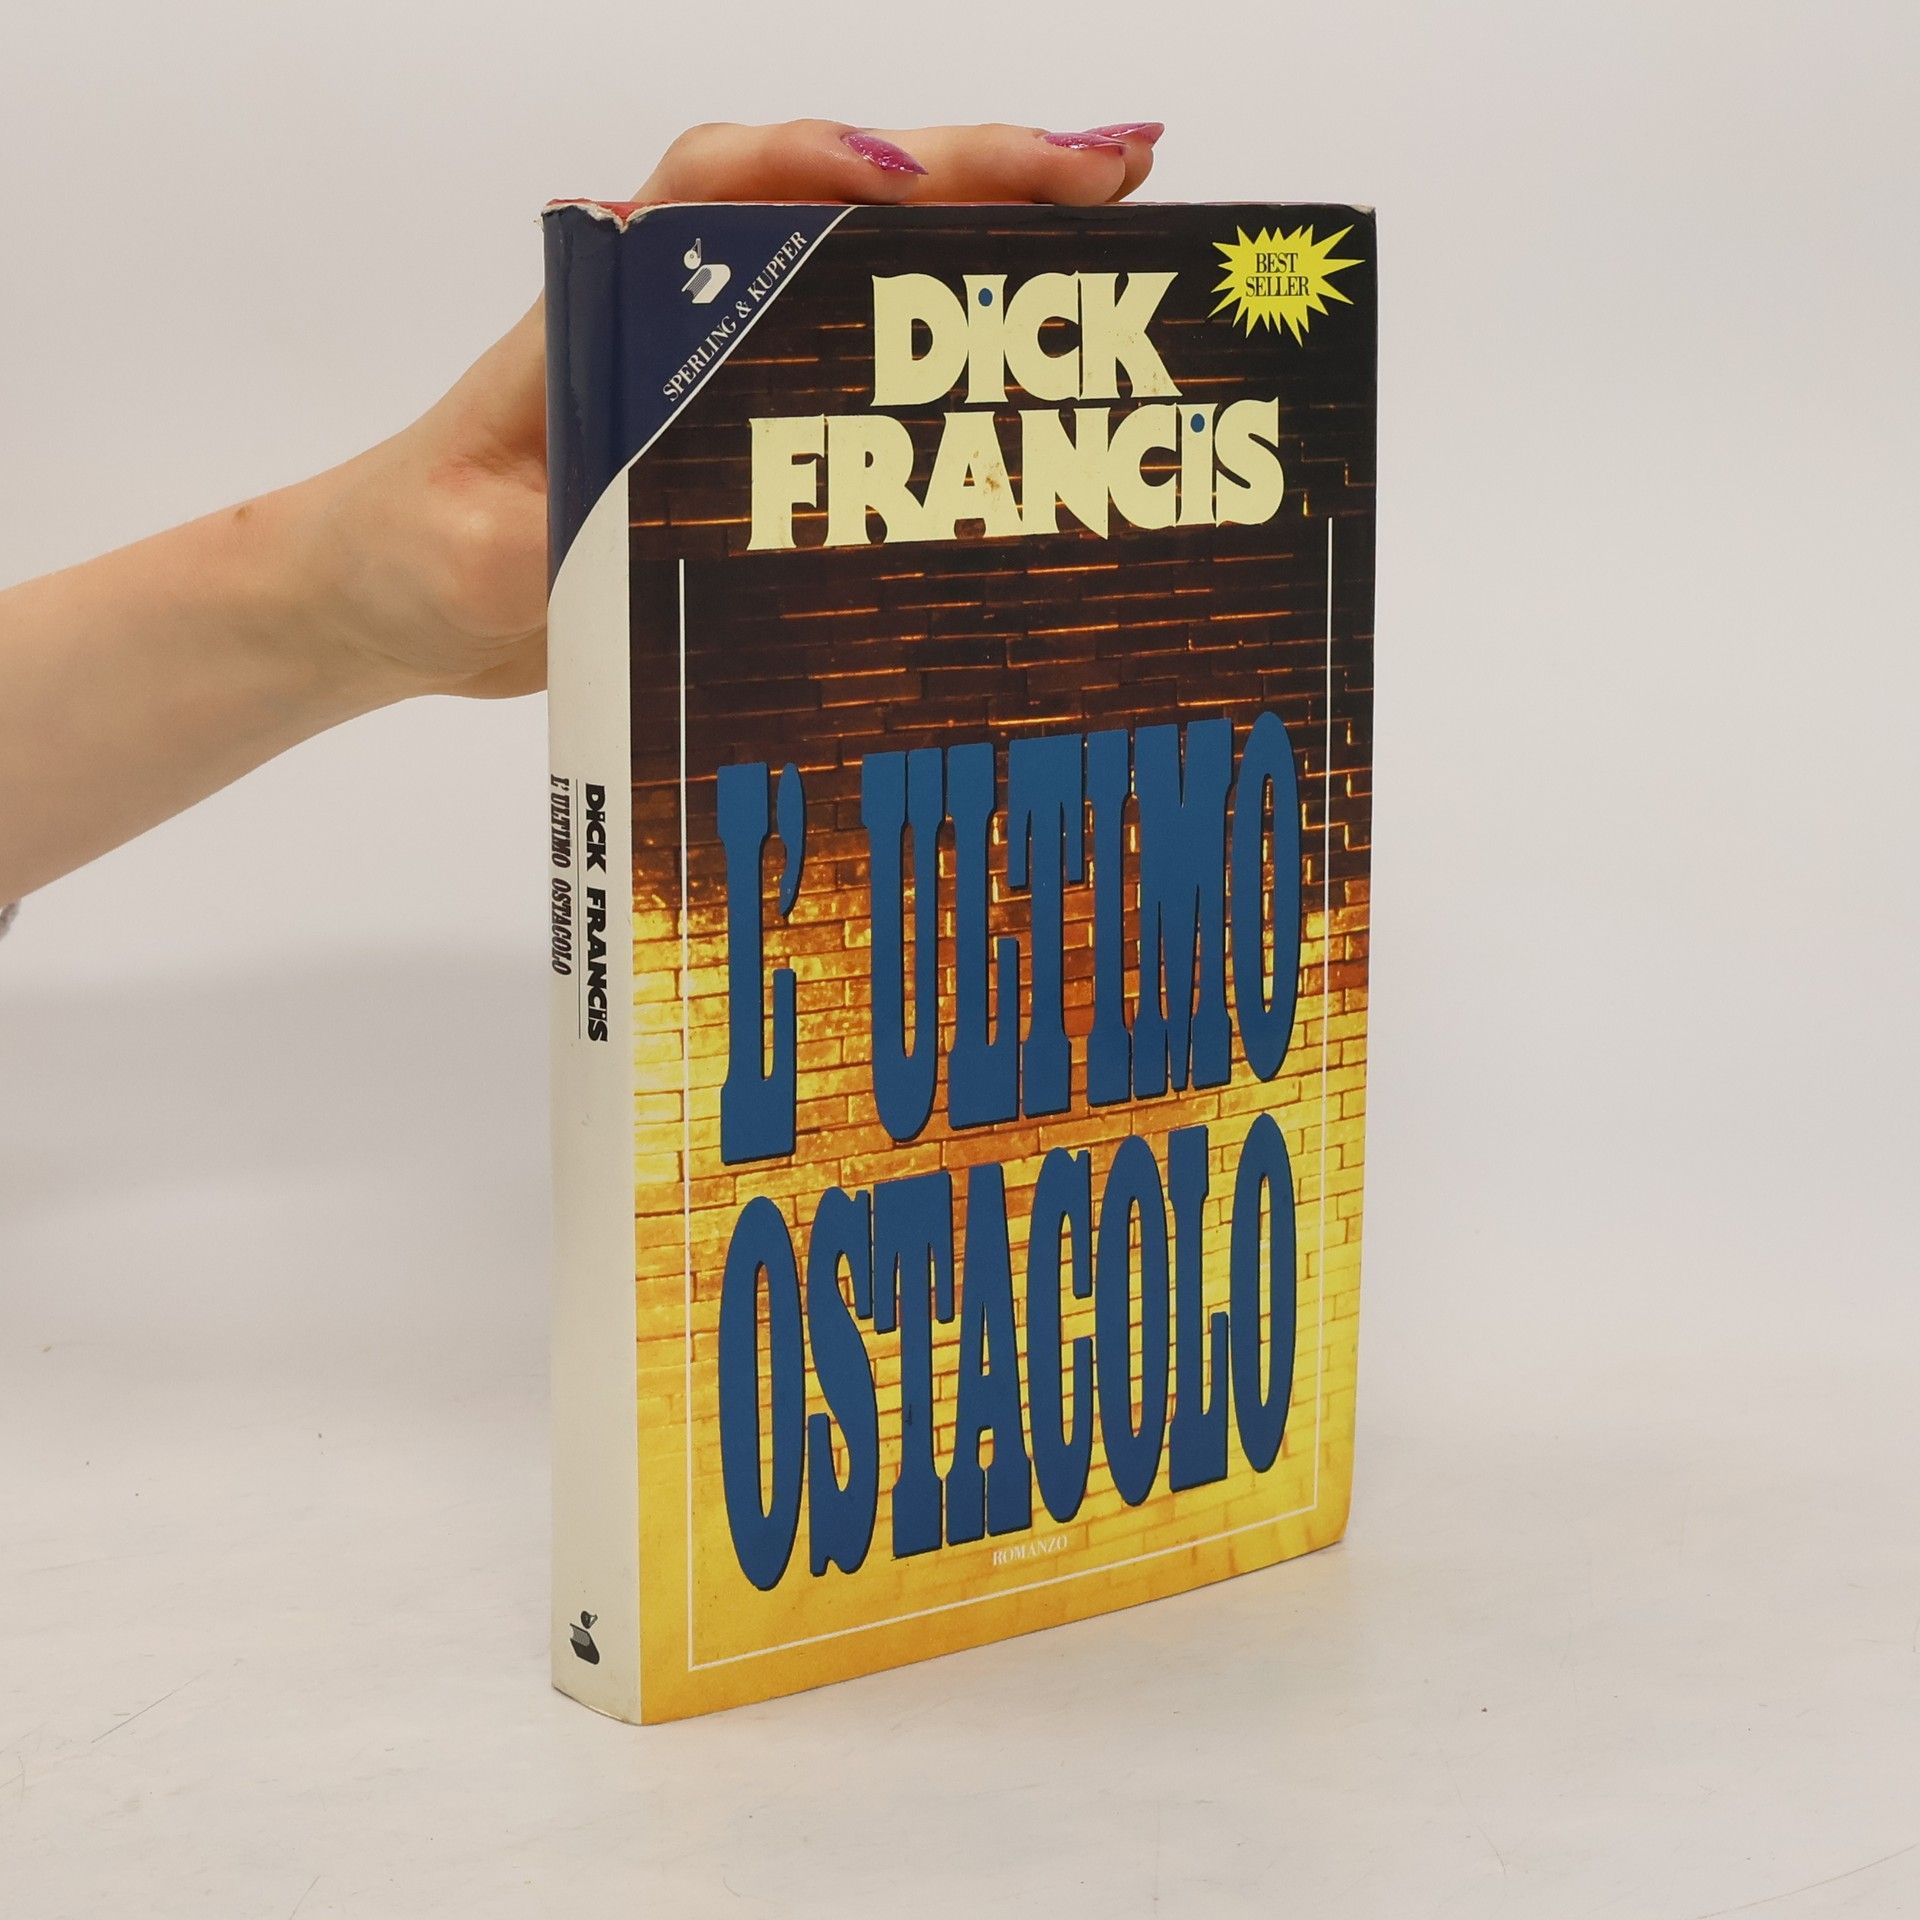 SPERLING & KUPFER
BEST
SELLER
DiCK
FRANCiS
L'ULTIMO
OSTACOLO
ROMANZO
DiCK FRANCiS
L'ULTIMO OSTACOLO